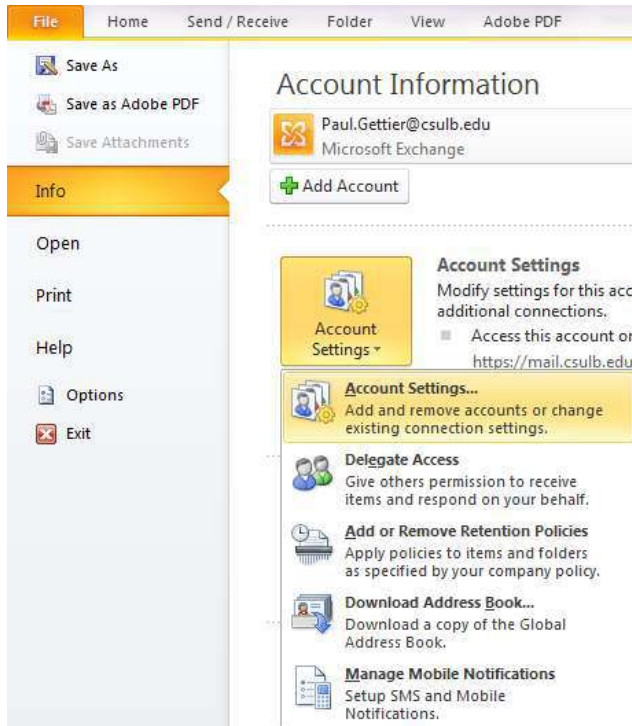 File Home Send / Receive Folder View Adobe PDF
Save As
Save as Adobe PDF
Save Attachments
Info
Open
Print
Help
Options
Exit
Account Information
Paul.Gettier@csulb.edu
Microsoft Exchange
Add Account
Account
Settings
Account Settings
Modify settings for this
additional connections.
Access this account
https://mail.csulb.edu
Account Settings...
Add and remove accounts or change
existing connection settings.
Delegate Access
Give others permission to receive
items and respond on your behalf.
Add or Remove Retention Policies
Apply policies to items and folders
as specified by your company policy.
Download Address Book...
Download a copy of the Global
Address Book.
Manage Mobile Notifications
Setup SMS and Mobile
Notifications.